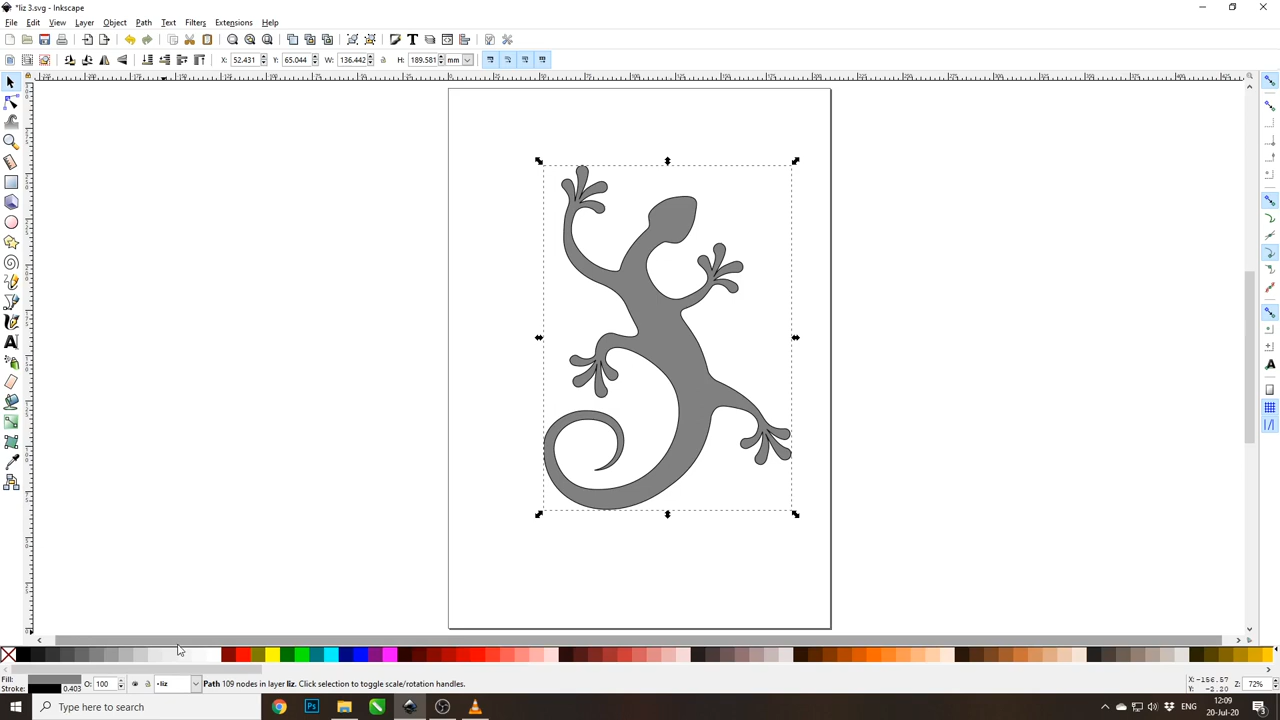 *liz 3.svg - Inkscape
File Edit View Layer Object Path Text Filters Extensions Help
X: 52.431 Y: 65.044 W: 136.442 H: 189.581 mm
Fill:
Stroke: 0.403 O: 100 •liz Path 109 nodes in layer liz. Click selection to toggle scale/rotation handles. X:-156.57 Y: -2.20 Z: 72%
Type here to search
Ps
ENG
12:09
20-Jul-20
3